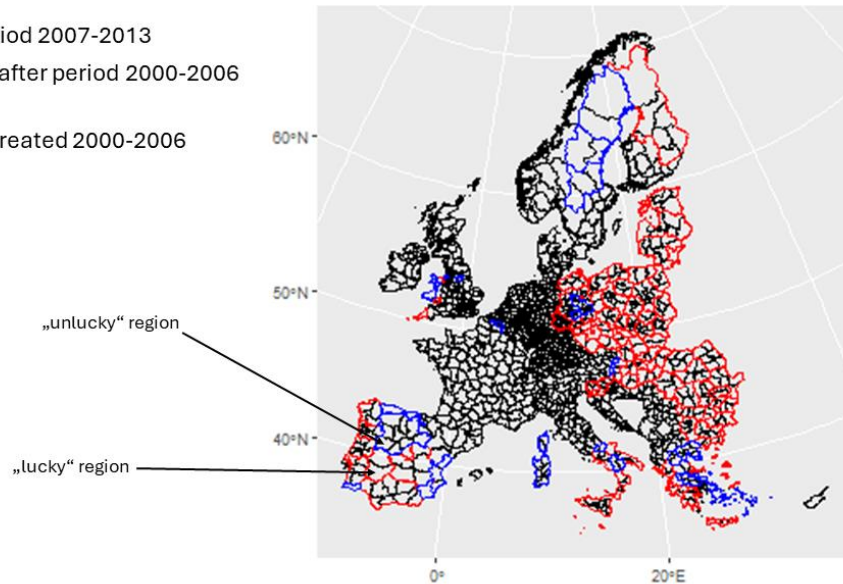 iod 2007-2013
after period 2000-2006
reated 2000-2006
60°N
50°N
„unlucky“ region
40°N
„lucky“ region
0°
20°E